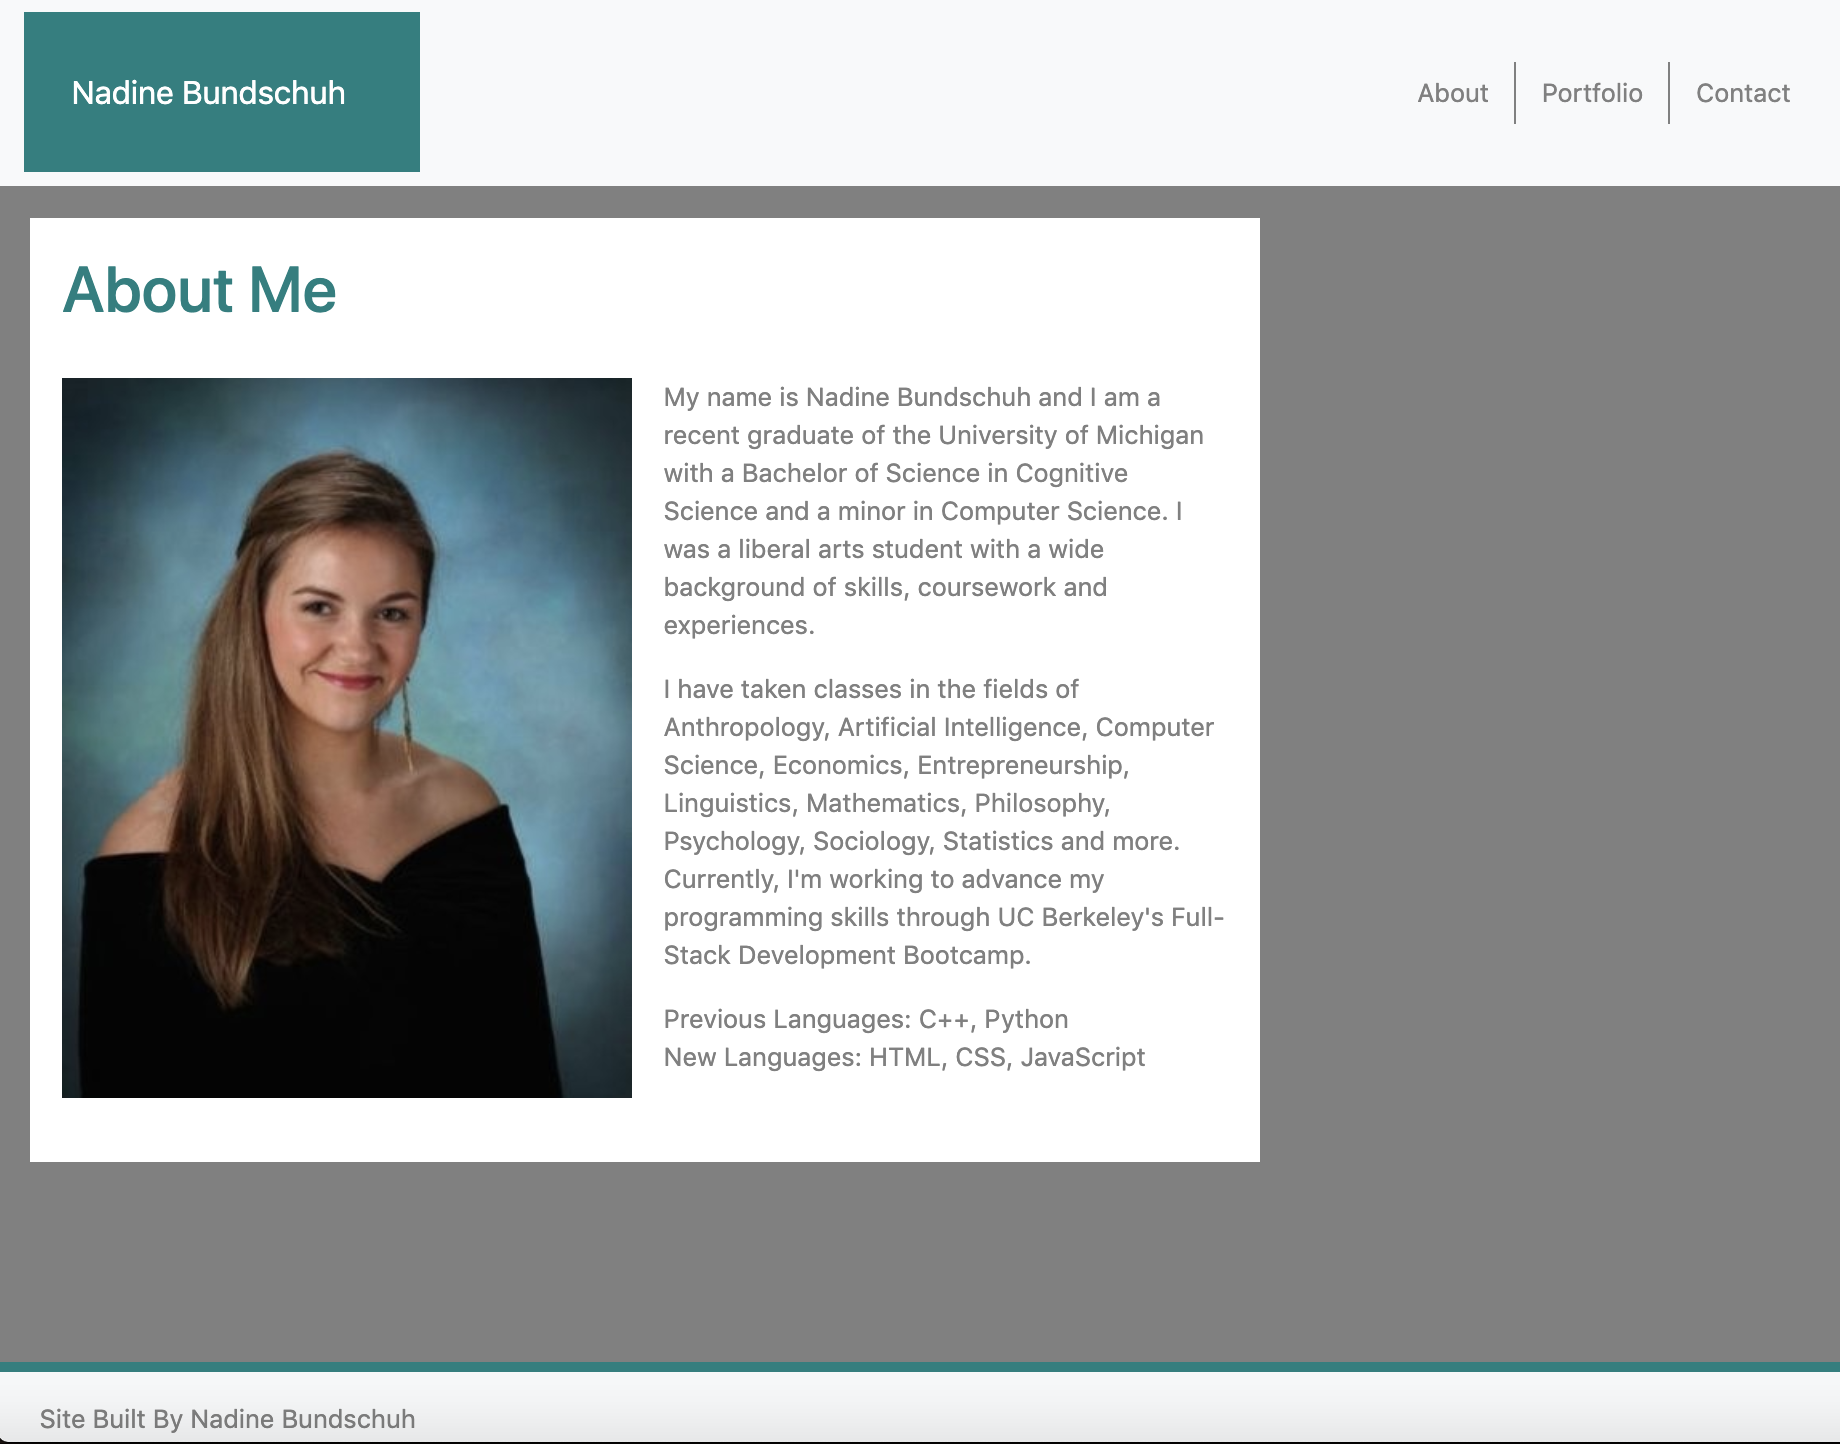 Nadine Bundschuh
About
Portfolio
Contact
About Me
My name is Nadine Bundschuh and I am a
recent graduate of the University of Michigan
with a Bachelor of Science in Cognitive
Science and a minor in Computer Science. I
was a liberal arts student with a wide
background of skills, coursework and
experiences.
I have taken classes in the fields of
Anthropology, Artificial Intelligence, Computer
Science, Economics, Entrepreneurship,
Linguistics, Mathematics, Philosophy,
Psychology, Sociology, Statistics and more.
Currently, I'm working to advance my
programming skills through UC Berkeley's Full-
Stack Development Bootcamp.
Previous Languages: C++, Python
New Languages: HTML, CSS, JavaScript
Site Built By Nadine Bundschuh